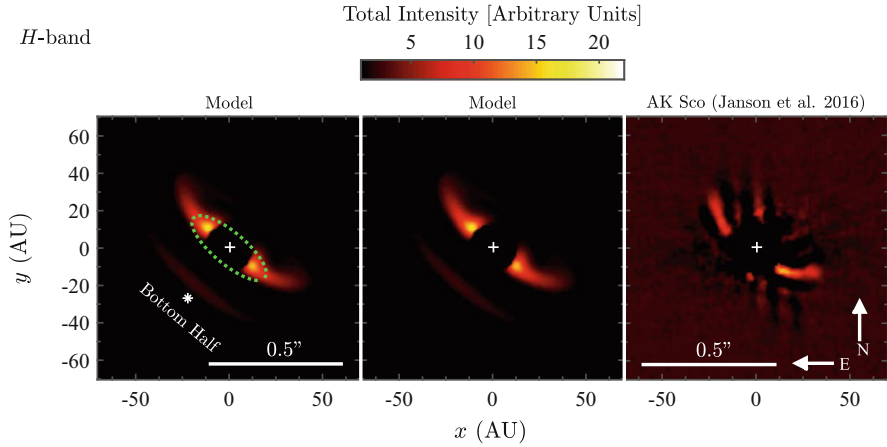 Total Intensity [Arbitrary Units]
H-band
5 10 15 20
Model
Model
AK Sco (Janson et al. 2016)
60
40
20
0
-20
-40
-60
y (AU)
Bottom Half
0.5"
0.5"
N
E
-50 0 50
-50 0 50
-50 0 50
x (AU)